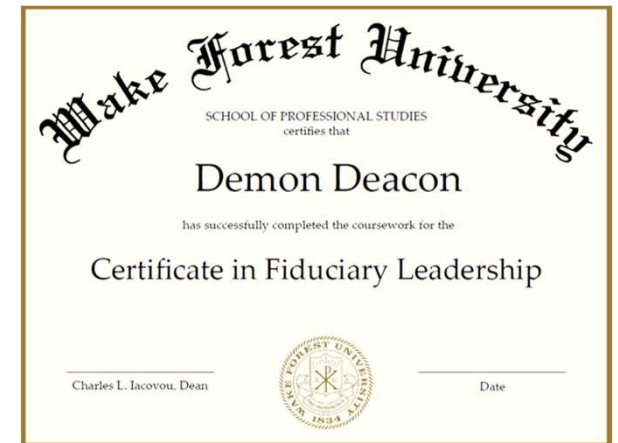 Wake Forest University
SCHOOL OF PROFESSIONAL STUDIES
certifies that
Demon Deacon
has successfully completed the coursework for the
Certificate in Fiduciary Leadership
Charles L. Iacovou, Dean
WAKE FOREST UNIVERSITY
1834
Date